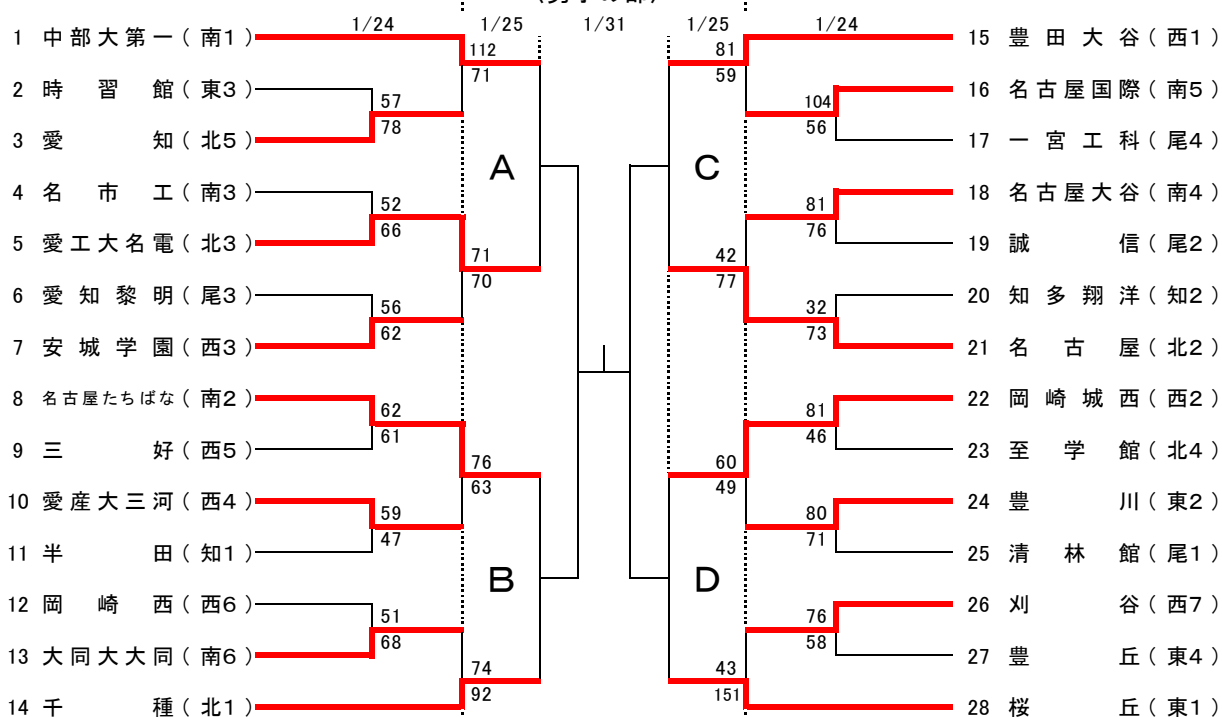 (男子の部)
1/24 1/25 1/31 1/25 1/24
1 中部大第一(南1) 112 81 15 豊田大谷(西1)
71 59
2 時習館(東3) 57 104 16 名古屋国際(南5)
78 56
3 愛知(北5) 17 一宮工科(尾4)
A C
4 名市工(南3) 52 81 18 名古屋大谷(南4)
66 76
5 愛工大名電(北3) 71 42 19 誠信(尾2)
70 77
6 愛知黎明(尾3) 56 32 20 知多翔洋(知2)
62 73
7 安城学園(西3) 21 名古屋(北2)
8 名古屋たちばな(南2) 62 81 22 岡崎城西(西2)
61 46
9 三好(西5) 76 60 23 至学館(北4)
63 49
10 愛産大三河(西4) 59 80 24 豊川(東2)
47 71
11 半田(知1) 25 清林館(尾1)
B D
12 岡崎西(西6) 51 76 26 刈谷(西7)
68 58
13 大同大大同(南6) 74 43 27 豊丘(東4)
92 151
14 千種(北1) 28 桜丘(東1)